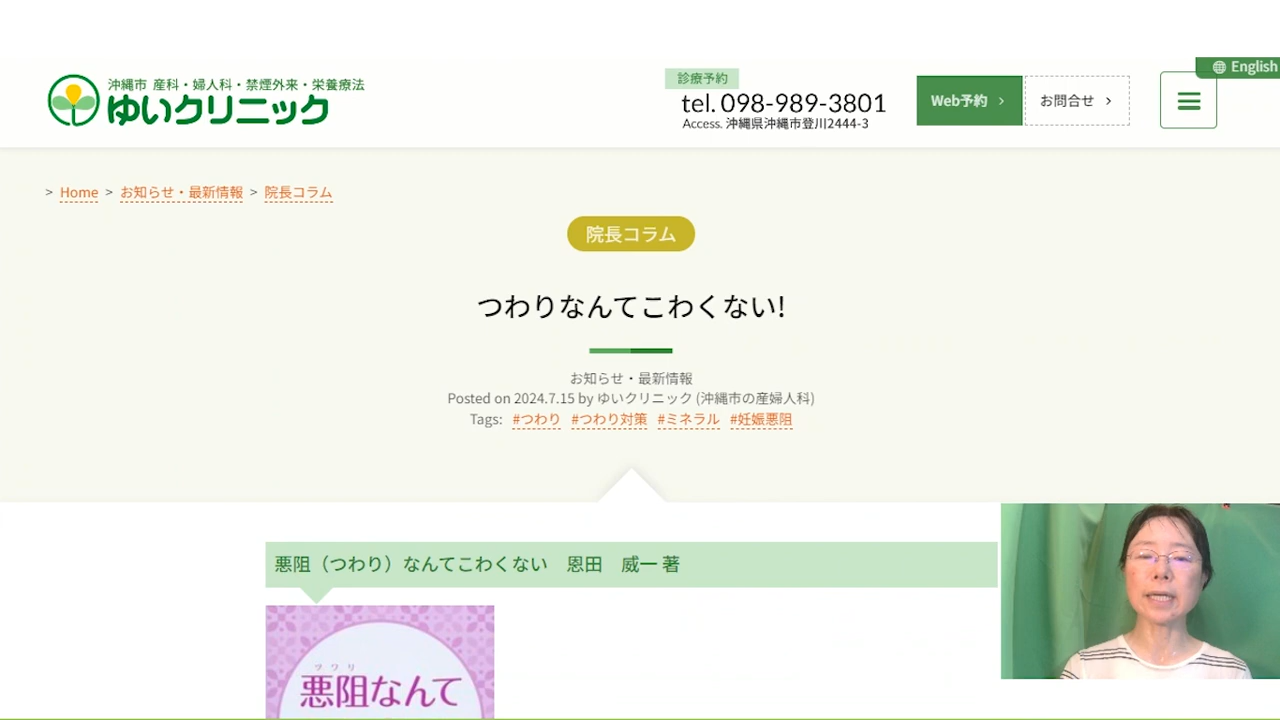 English
沖縄市 産科・婦人科・禁煙外来・栄養療法
ゆいクリニック
診療予約
tel. 098-989-3801
Access. 沖縄県沖縄市登川2444-3
Web予約 >
お問合せ >
> Home > お知らせ・最新情報 > 院長コラム
院長コラム
つわりなんてこわくない!
お知らせ・最新情報
Posted on 2024.7.15 by ゆいクリニック (沖縄市の産婦人科)
Tags: #つわり #つわり対策 #ミネラル #妊娠悪阻
悪阻（つわり）なんてこわくない 恩田 威一 著
ツワリ
悪阻なんて